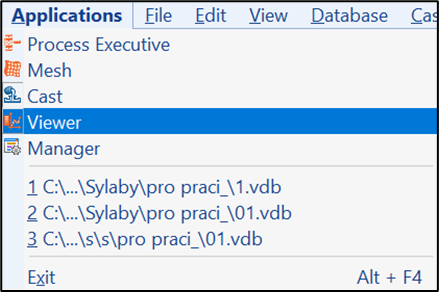 Applications File Edit View Database Cas
Process Executive
Mesh
Cast
Viewer
Manager
1 C:\...\Sylaby\pro praci_\1.vdb
2 C:\...\Sylaby\pro praci_\01.vdb
3 C:\...\s\s\pro praci_\01.vdb
Exit Alt + F4